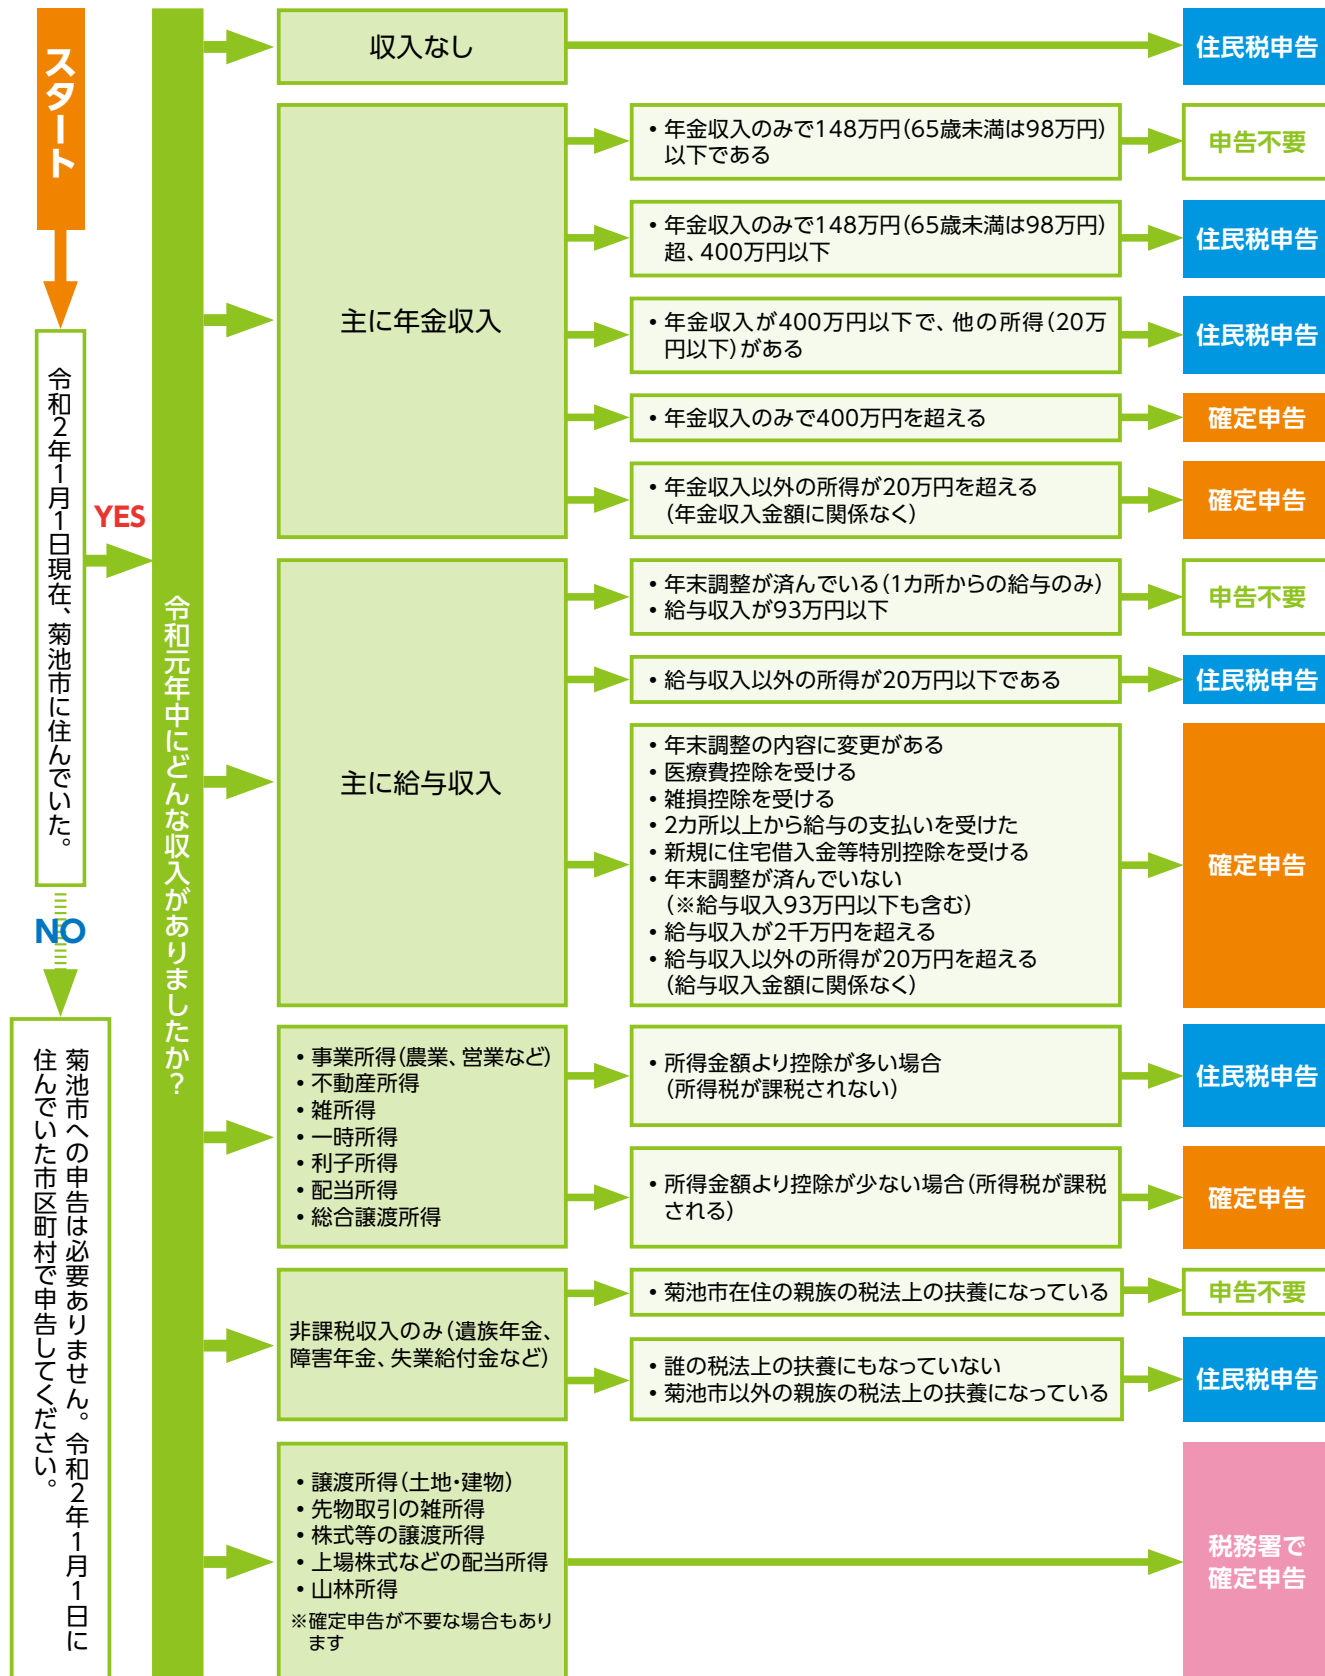 スタート
令和2年1月1日現在、菊池市に住んでいた。
YES
NO
菊池市への申告は必要ありません。令和2年1月1日に
住んでいた市区町村で申告してください。
令和元年中にどんな収入がありましたか？
収入なし
住民税申告
主に年金収入
・年金収入のみで148万円（65歳未満は98万円）
以下である
申告不要
・年金収入のみで148万円（65歳未満は98万円）
超、400万円以下
住民税申告
・年金収入が400万円以下で、他の所得（20万
円以下）がある
住民税申告
・年金収入のみで400万円を超える
確定申告
・年金収入以外の所得が20万円を超える
（年金収入金額に関係なく）
確定申告
主に給与収入
・年末調整が済んでいる（1カ所からの給与のみ）
・給与収入が93万円以下
申告不要
・給与収入以外の所得が20万円以下である
住民税申告
・年末調整の内容に変更がある
・医療費控除を受ける
・雑損控除を受ける
・2カ所以上から給与の支払いを受けた
・新規に住宅借入金等特別控除を受ける
・年末調整が済んでいない
（※給与収入93万円以下も含む）
・給与収入が2千万円を超える
・給与収入以外の所得が20万円を超える
（給与収入金額に関係なく）
確定申告
・事業所得（農業、営業など）
・不動産所得
・雑所得
・一時所得
・利子所得
・配当所得
・総合譲渡所得
・所得金額より控除が多い場合
（所得税が課税されない）
住民税申告
・所得金額より控除が少ない場合（所得税が課税
される）
確定申告
非課税収入のみ（遺族年金、
障害年金、失業給付金など）
・菊池市在住の親族の税法上の扶養になっている
申告不要
・誰の税法上の扶養にもなっていない
・菊池市以外の親族の税法上の扶養になっている
住民税申告
・譲渡所得（土地・建物）
・先物取引の雑所得
・株式等の譲渡所得
・上場株式などの配当所得
・山林所得
※確定申告が不要な場合もあり
ます
税務署で
確定申告